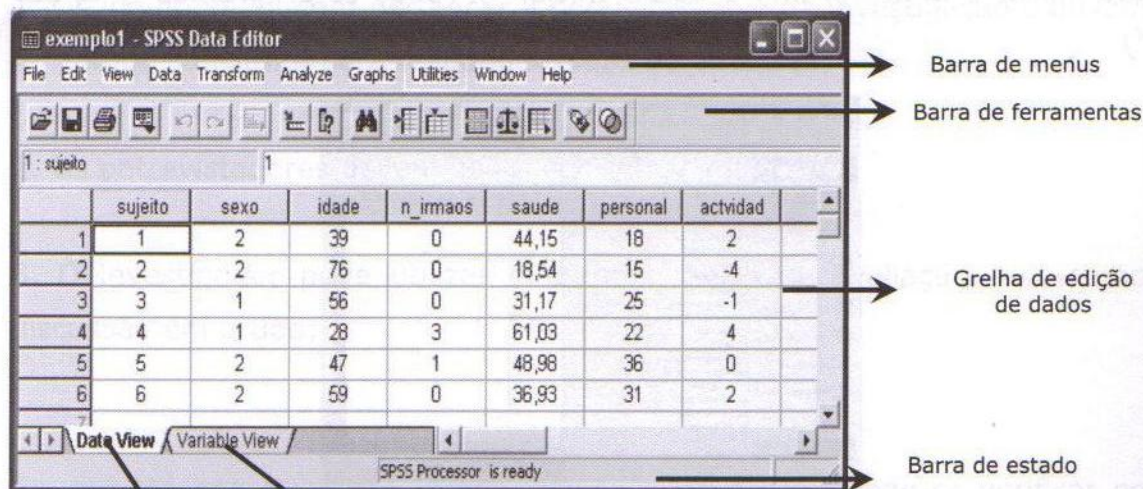 exemplo1 - SPSS Data Editor
File Edit View Data Transform Analyze Graphs Utilities Window Help
Barra de menus
Barra de ferramentas
1 : sujeito 1
sujeito sexo idade n_irmaos saude personal actvidad
1 1 2 39 0 44,15 18 2
2 2 2 76 0 18,54 15 -4
3 3 1 56 0 31,17 25 -1
4 4 1 28 3 61,03 22 4
5 5 2 47 1 48,98 36 0
6 6 2 59 0 36,93 31 2
7
Grelha de edição
de dados
Data View Variable View
SPSS Processor is ready
Barra de estado